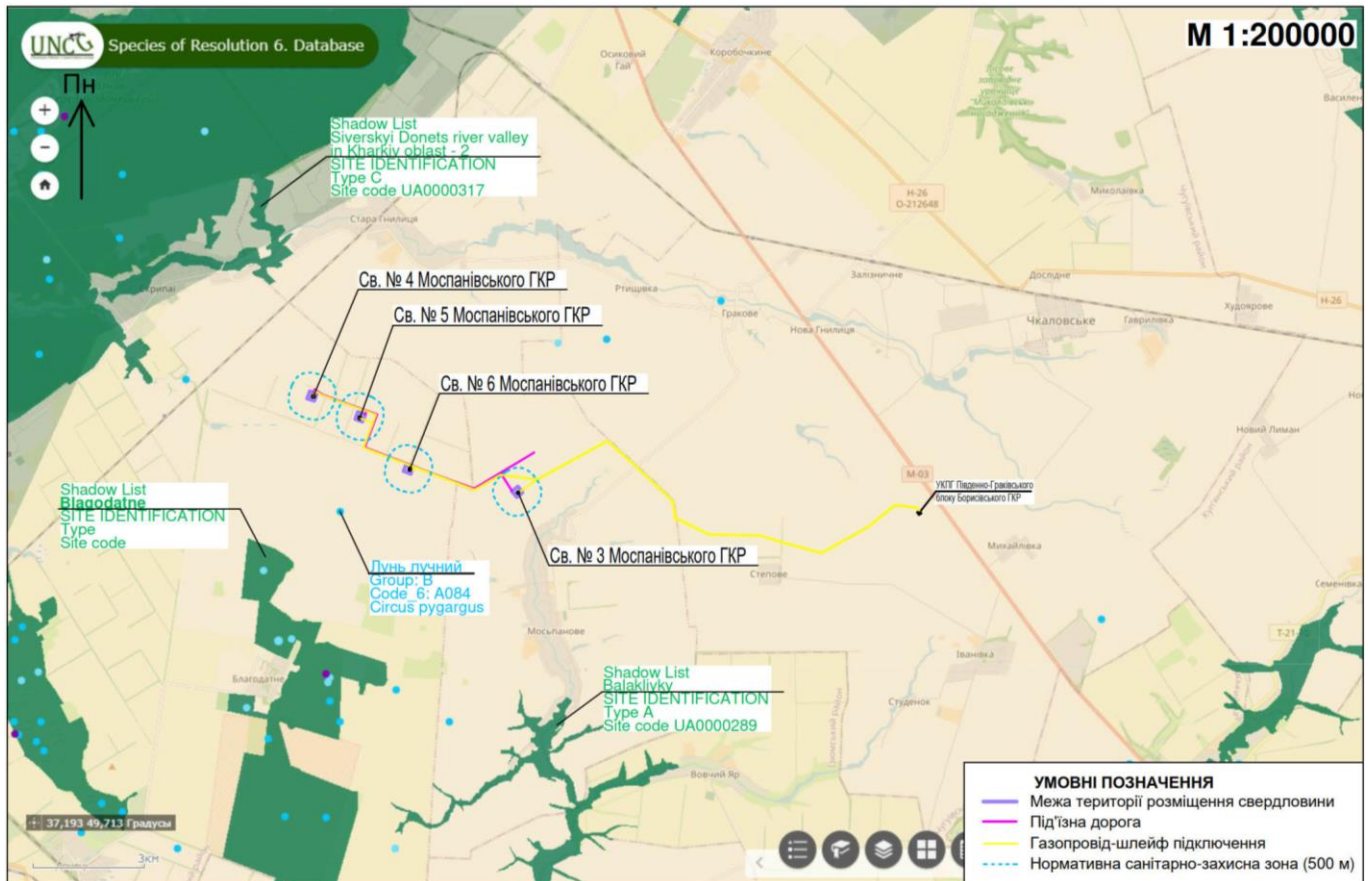 UNCG Species of Resolution 6. Database
М 1:200000
Пн
Осиковий
Гай
Коробочкине
Shadow List
Siverskyi Donets river valley
in Kharkiv oblast - 2
SITE IDENTIFICATION
Type C
Site code UA0000317
Н-26
О-212648
Миколаївка
Чугуївський район
Стара Гнилиця
Залізничне
Дослідне
Худоярове
Н-26
Ртищівка
Гракове
Нова Гнилиця
Чкаловське
Гаврилівка
Св. № 4 Моспанівського ГКР
Св. № 5 Моспанівського ГКР
Св. № 6 Моспанівського ГКР
Новий Лиман
М-03
УКПГ Південно-Граківського
блоку Борисівського ГКР
Shadow List
Blagodatne
SITE IDENTIFICATION
Type
Site code
Св. № 3 Моспанівського ГКР
Михайлівка
Степове
Лунь лучний
Group: B
Code_6: A084
Circus pygargus
Семенівка
Мосьпанове
Іванівка
Благодатне
Shadow List
Balaklivky
SITE IDENTIFICATION
Type A
Site code UA0000289
Студенок
Вовчий Яр
37,193 49,713 Градусы
3км
УМОВНІ ПОЗНАЧЕННЯ
Межа території розміщення свердловини
Під'їзна дорога
Газопровід-шлейф підключення
Нормативна санітарно-захисна зона (500 м)